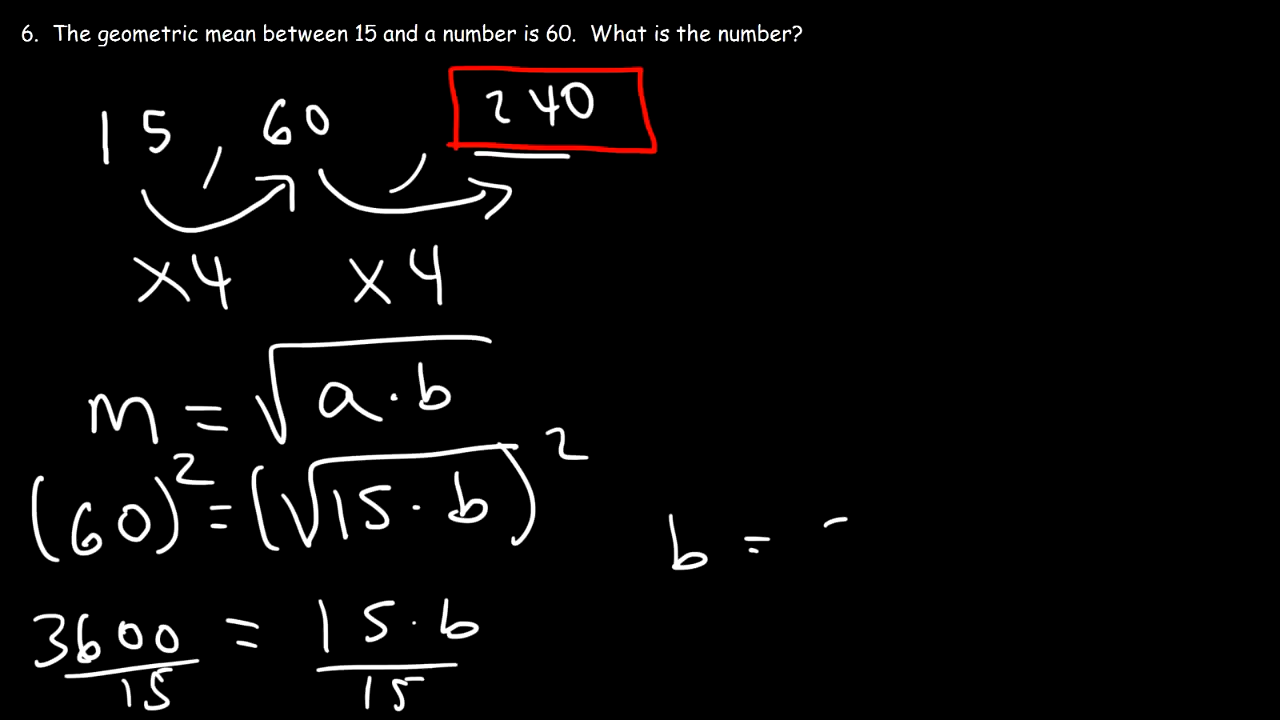 6. The geometric mean between 15 and a number is 60. What is the number?
15, 60, 240
x4 x4
m = √a·b
(60)² = (√15·b)²
b =
3600 = 15·b
15 15